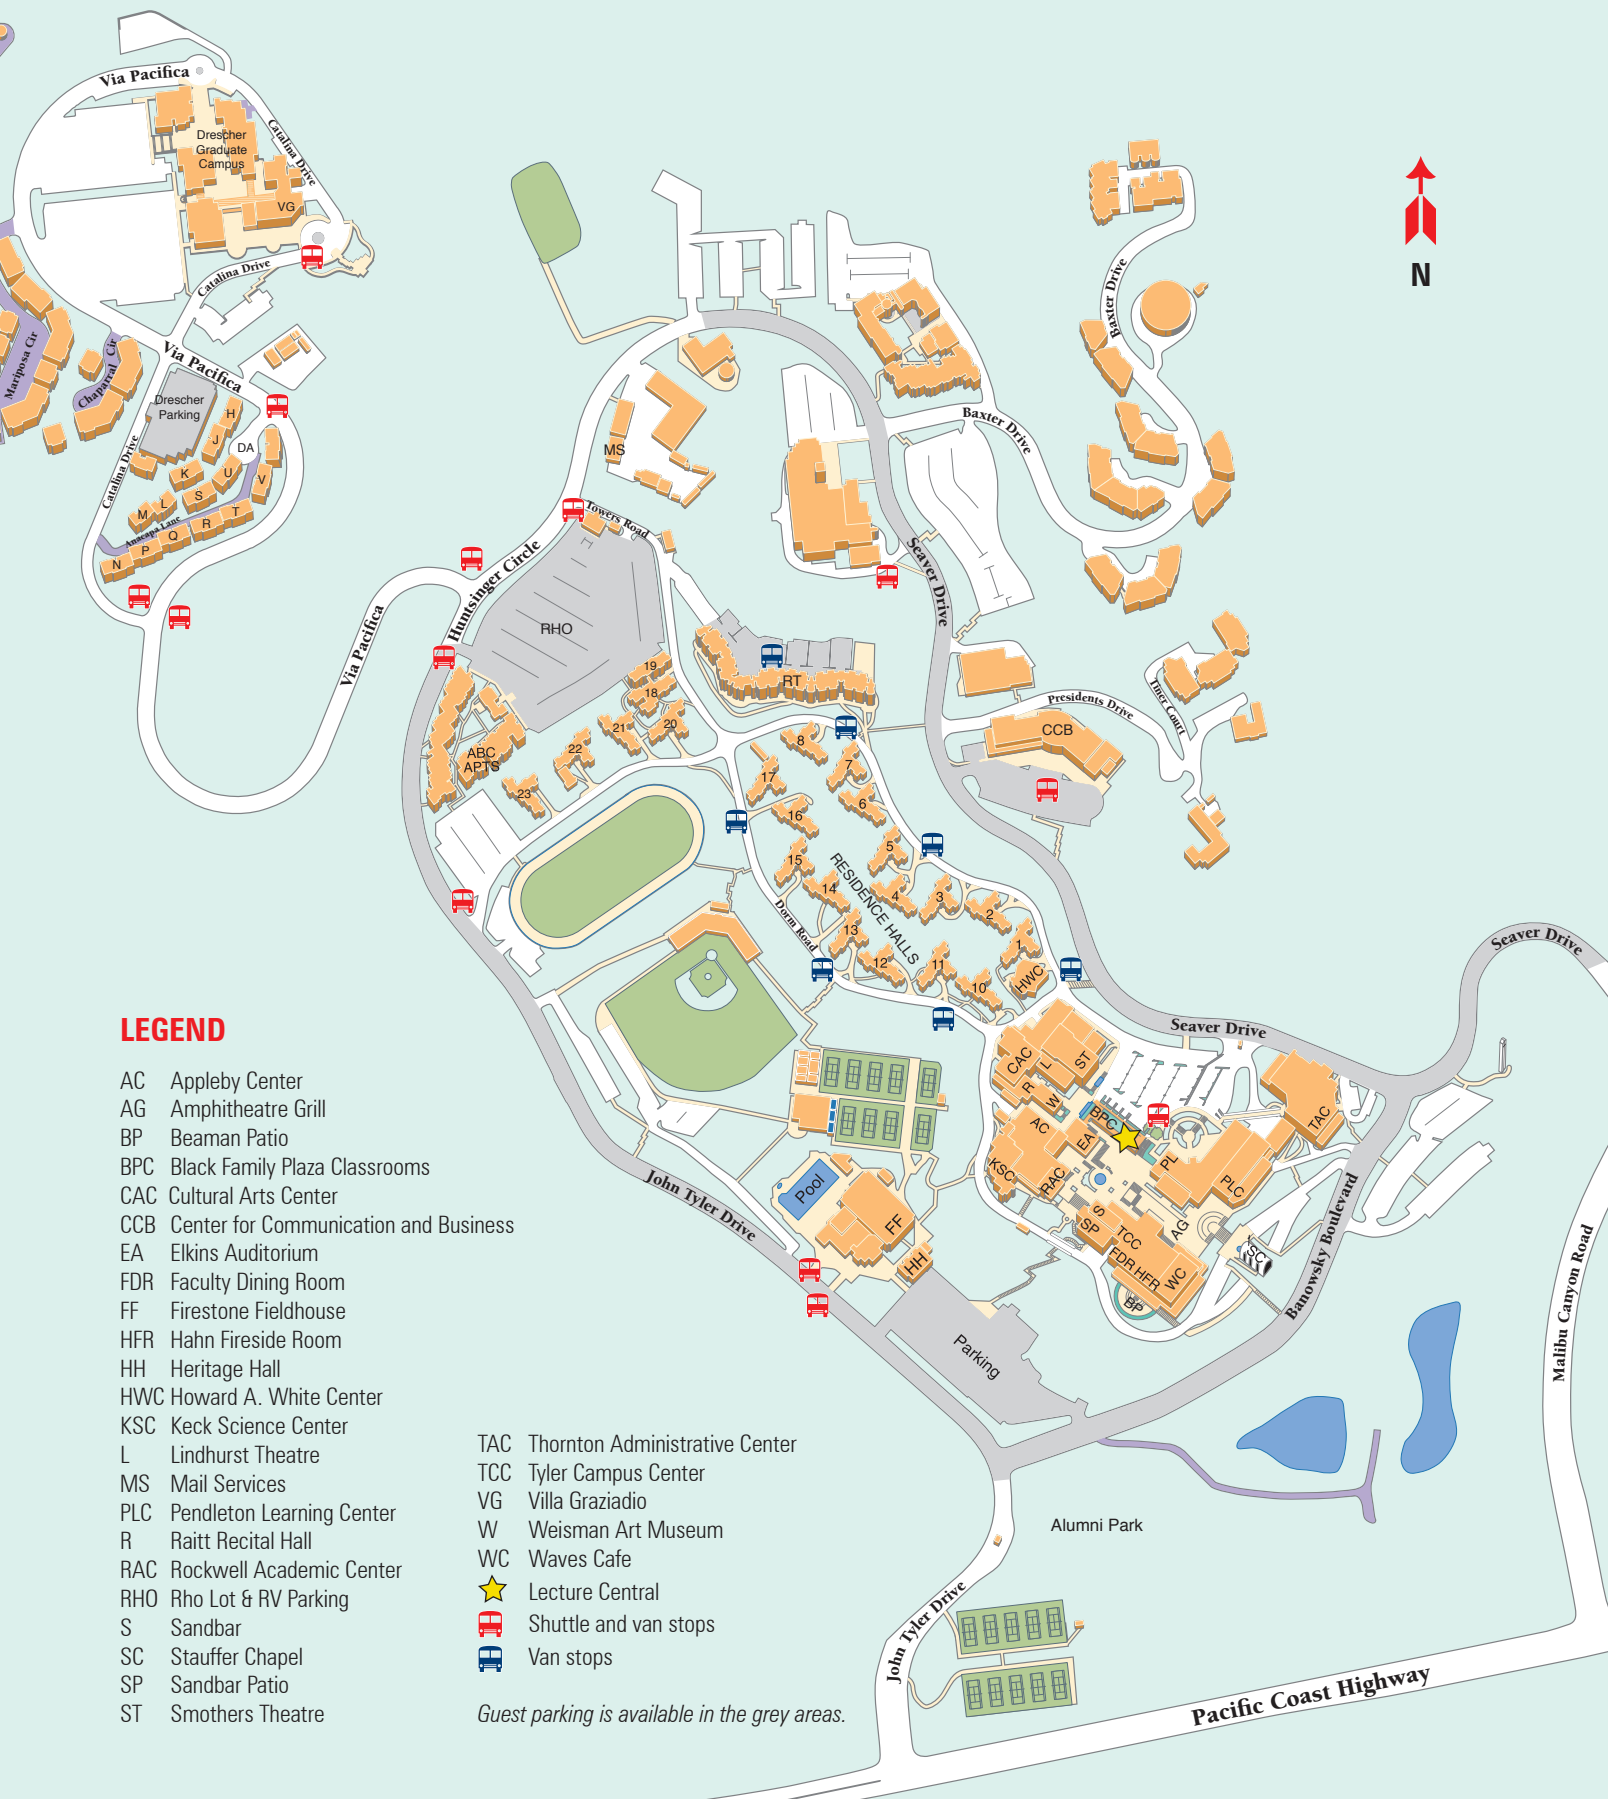 Via Pacifica
Catalina Drive
Drescher
Graduate
Campus
VG
Catalina Drive
N
Baxter Drive
Mariposa Cir
Chaparral Cir
Via Pacifica
Drescher
Parking
H
J
DA
K
U
V
S
L
M
T
R
Q
P
N
Anacapa Lane
Catalina Drive
MS
Baxter Drive
Towers Road
Huntsinger Circle
Seaver Drive
RHO
Via Pacifica
19
18
RT
20
21
22
23
ABC
APTS
Presidents Drive
Tiner Court
CCB
8
7
17
6
16
5
15
14
4
3
2
13
12
11
10
1
HWC
RESIDENCE HALLS
Dorm Road
Seaver Drive
Seaver Drive
CAC
L
ST
R
W
BPC
AC
EA
KSC
RAC
PL
PLC
TAC
S
SP
TCC
AG
FDR
HFR
WC
SC
BP
Pool
FF
HH
John Tyler Drive
Parking
Banowsky Boulevard
Malibu Canyon Road
Alumni Park
John Tyler Drive
Pacific Coast Highway
LEGEND
AC Appleby Center
AG Amphitheatre Grill
BP Beaman Patio
BPC Black Family Plaza Classrooms
CAC Cultural Arts Center
CCB Center for Communication and Business
EA Elkins Auditorium
FDR Faculty Dining Room
FF Firestone Fieldhouse
HFR Hahn Fireside Room
HH Heritage Hall
HWC Howard A. White Center
KSC Keck Science Center
L Lindhurst Theatre
MS Mail Services
PLC Pendleton Learning Center
R Raitt Recital Hall
RAC Rockwell Academic Center
RHO Rho Lot & RV Parking
S Sandbar
SC Stauffer Chapel
SP Sandbar Patio
ST Smothers Theatre
TAC Thornton Administrative Center
TCC Tyler Campus Center
VG Villa Graziadio
W Weisman Art Museum
WC Waves Cafe
Lecture Central
Shuttle and van stops
Van stops
Guest parking is available in the grey areas.